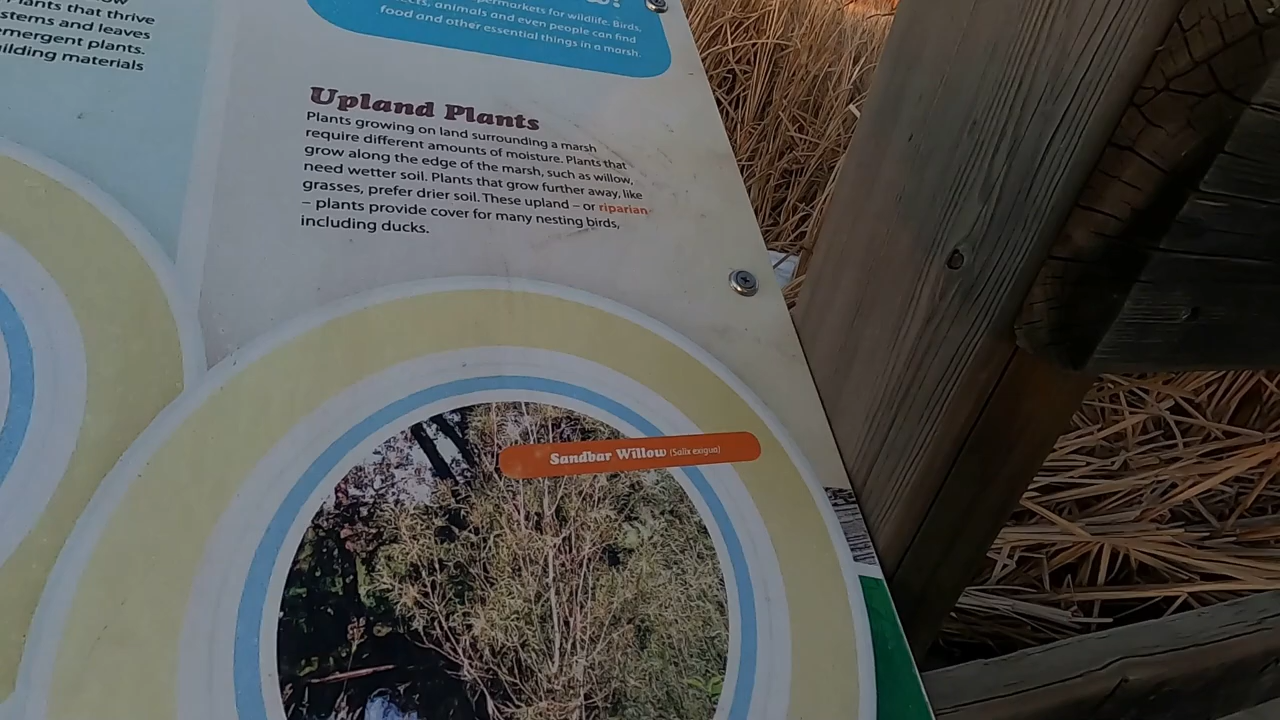 Plants that thrive
stems and leaves
emergent plants.
building materials
permarkets for wildlife. Birds,
cts, animals and even people can find
food and other essential things in a marsh.
Upland Plants
Plants growing on land surrounding a marsh
require different amounts of moisture. Plants that
grow along the edge of the marsh, such as willow,
need wetter soil. Plants that grow further away, like
grasses, prefer drier soil. These upland – or riparian
– plants provide cover for many nesting birds,
including ducks.
Sandbar Willow (Salix exigua)